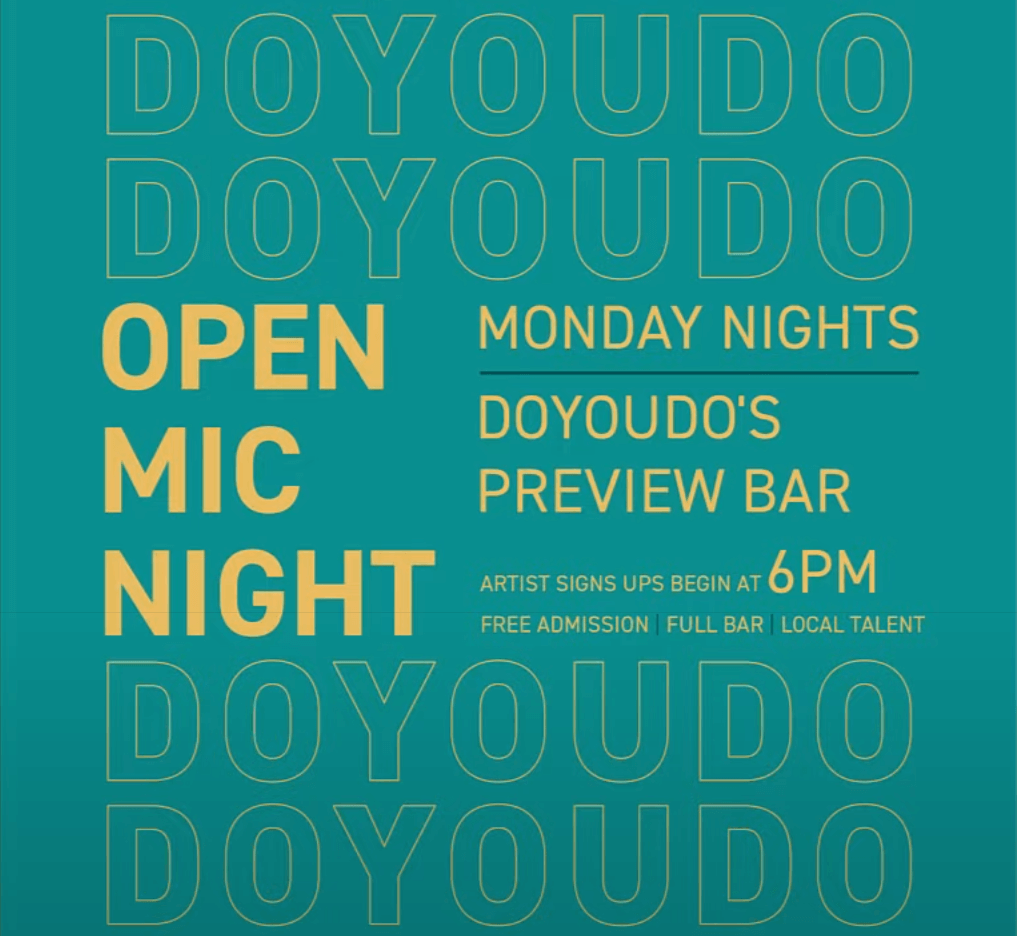 DOYOUDO
DOYOUDO
OPEN
MIC
NIGHT
MONDAY NIGHTS
DOYOUDO'S
PREVIEW BAR
ARTIST SIGNS UPS BEGIN AT 6PM
FREE ADMISSION | FULL BAR | LOCAL TALENT
DOYOUDO
DOYOUDO